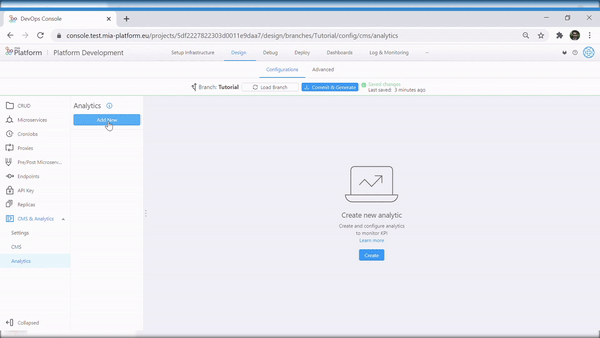 DevOps Console
console.test.mia-platform.eu/projects/5df2227822303d0011e9daa7/design/branches/Tutorial/config/cms/analytics
Platform Platform Development Setup Infrastructure Design Debug Deploy Dashboards Log & Monitoring
Configurations Advanced
Branch: Tutorial Load Branch Commit & Generate Saved changes
Last saved: 3 minutes ago
CRUD
Microservices
CronJobs
Proxies
Pre/Post Microserv...
Endpoints
API Key
Replicas
CMS & Analytics
Settings
CMS
Analytics
Collapsed
Analytics
Add New
Create new analytic
Create and configure analytics
to monitor KPI
Learn more
Create